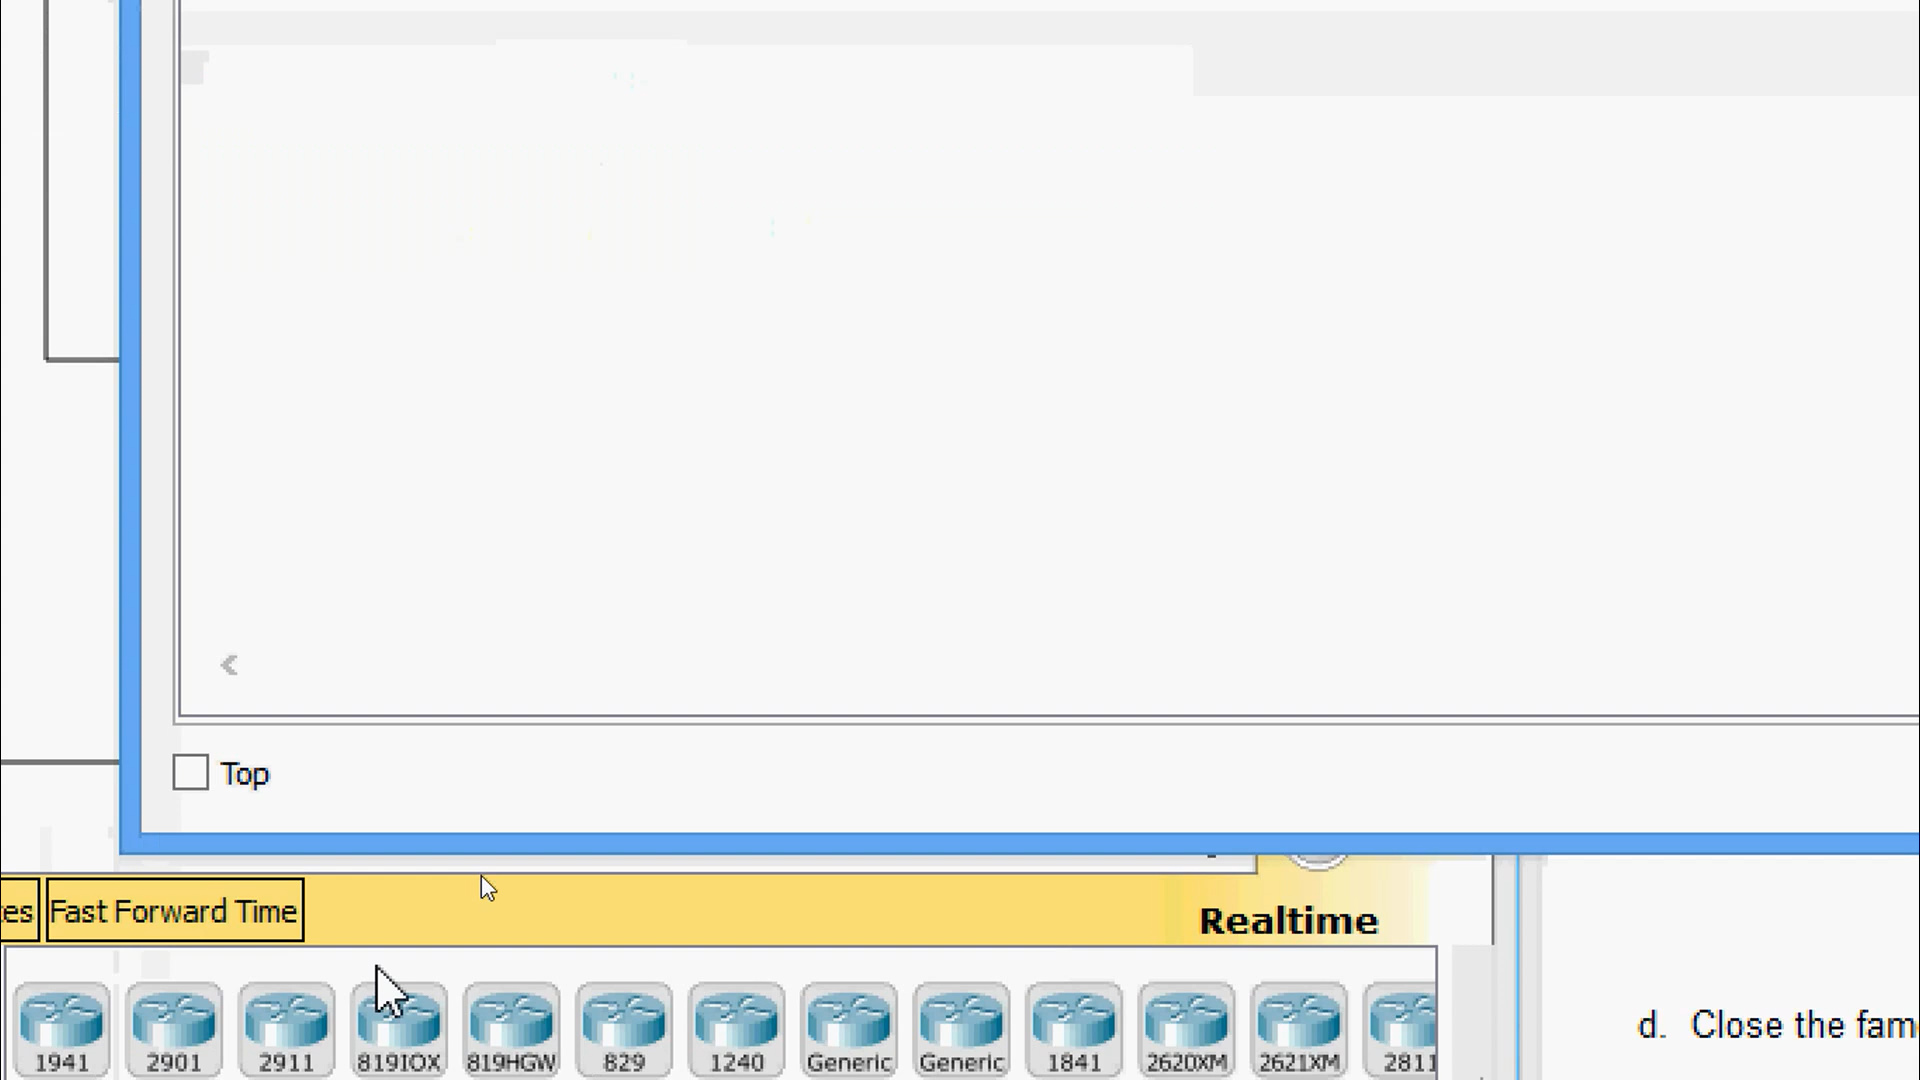 Top
es
Fast Forward Time
Realtime
1941
2901
2911
819IOX
819HGW
829
1240
Generic
Generic
1841
2620XM
2621XM
2811
d. Close the fam